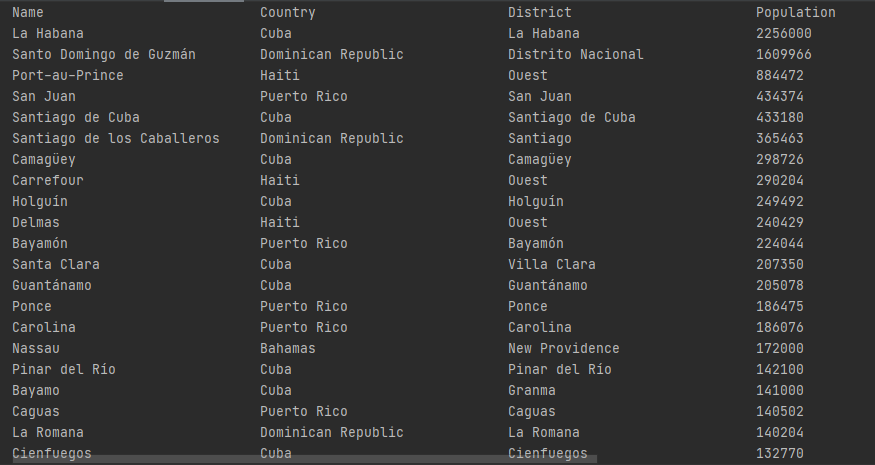 Name Country District Population
La Habana Cuba La Habana 2256000
Santo Domingo de Guzmán Dominican Republic Distrito Nacional 1609966
Port-au-Prince Haiti Ouest 884472
San Juan Puerto Rico San Juan 434374
Santiago de Cuba Cuba Santiago de Cuba 433180
Santiago de los Caballeros Dominican Republic Santiago 365463
Camagüey Cuba Camagüey 298726
Carrefour Haiti Ouest 290204
Holguín Cuba Holguín 249492
Delmas Haiti Ouest 240429
Bayamón Puerto Rico Bayamón 224044
Santa Clara Cuba Villa Clara 207350
Guantánamo Cuba Guantánamo 205078
Ponce Puerto Rico Ponce 186475
Carolina Puerto Rico Carolina 186076
Nassau Bahamas New Providence 172000
Pinar del Río Cuba Pinar del Río 142100
Bayamo Cuba Granma 141000
Caguas Puerto Rico Caguas 140502
La Romana Dominican Republic La Romana 140204
Cienfuegos Cuba Cienfuegos 132770